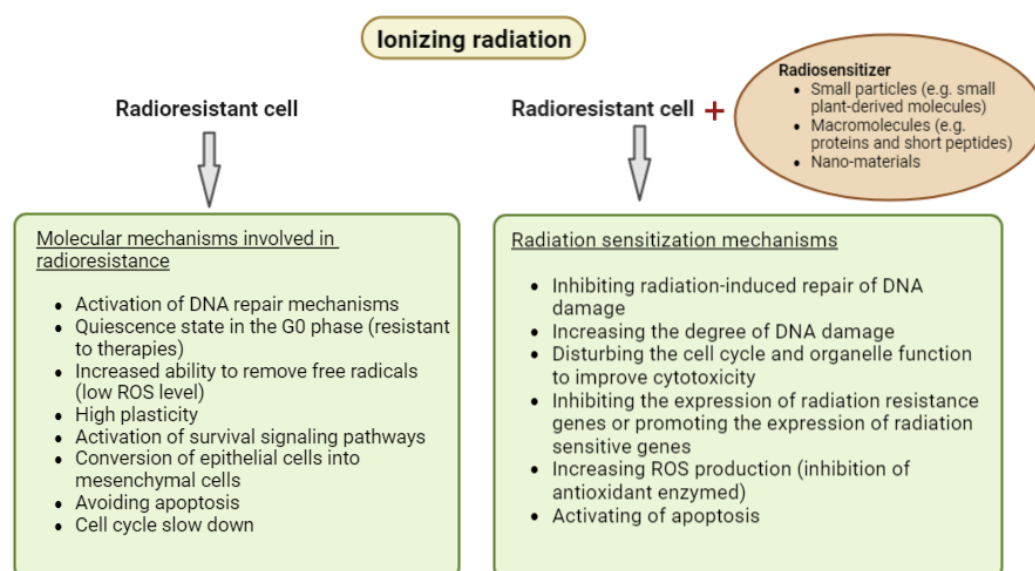 Ionizing radiation
Radioresistant cell
Radioresistant cell +
Radiosensitizer
• Small particles (e.g. small
plant-derived molecules)
• Macromolecules (e.g.
proteins and short peptides)
• Nano-materials
Molecular mechanisms involved in
radioresistance
• Activation of DNA repair mechanisms
• Quiescence state in the G0 phase (resistant
to therapies)
• Increased ability to remove free radicals
(low ROS level)
• High plasticity
• Activation of survival signaling pathways
• Conversion of epithelial cells into
mesenchymal cells
• Avoiding apoptosis
• Cell cycle slow down
Radiation sensitization mechanisms
• Inhibiting radiation-induced repair of DNA
damage
• Increasing the degree of DNA damage
• Disturbing the cell cycle and organelle function
to improve cytotoxicity
• Inhibiting the expression of radiation resistance
genes or promoting the expression of radiation
sensitive genes
• Increasing ROS production (inhibition of
antioxidant enzymed)
• Activating of apoptosis